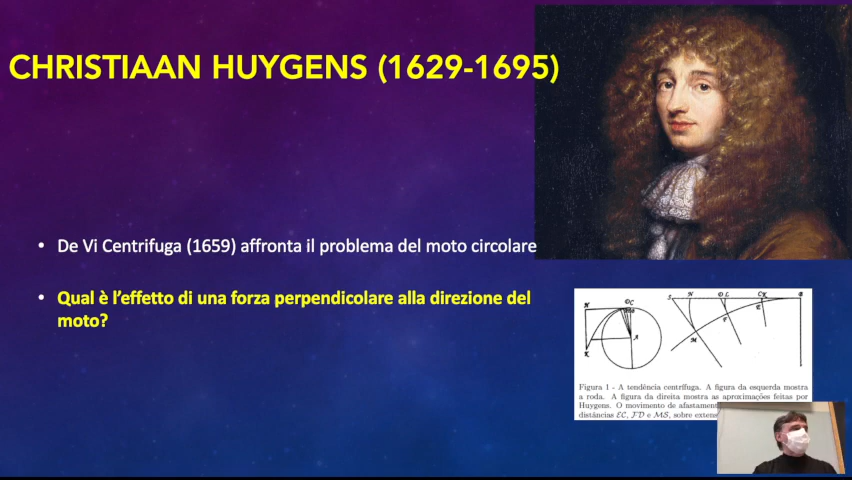 CHRISTIAAN HUYGENS (1629-1695)
• De Vi Centrifuga (1659) affronta il problema del moto circolare
• Qual è l’effetto di una forza perpendicolare alla direzione del
moto?
Figura 1 - A tendência centrífuga. A figura da esquerda mostra
a roda. A figura da direita mostra as aproximações feitas por
Huygens. O movimento de
distâncias EC, FD e MS, sobre